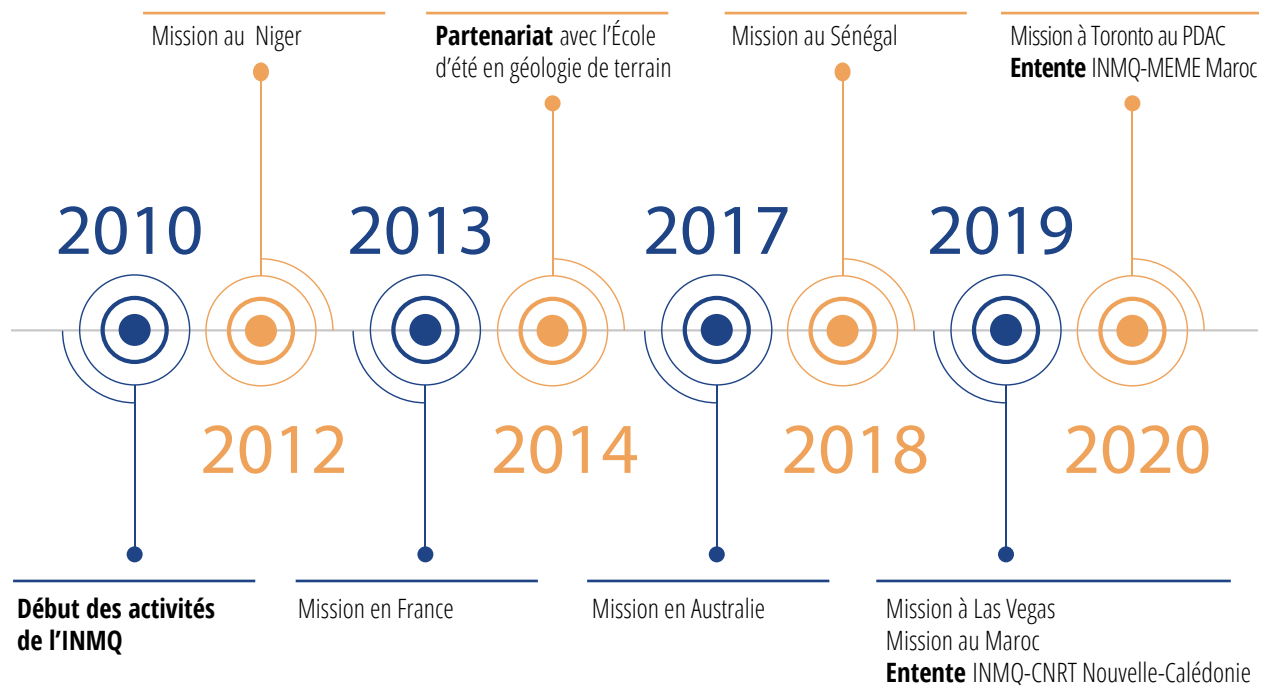 Mission au Niger
Partenariat avec l’École
d’été en géologie de terrain
Mission au Sénégal
Mission à Toronto au PDAC
Entente INMQ-MEME Maroc
2010
2013
2017
2019
2012
2014
2018
2020
Début des activités
de l’INMQ
Mission en France
Mission en Australie
Mission à Las Vegas
Mission au Maroc
Entente INMQ-CNRT Nouvelle-Calédonie